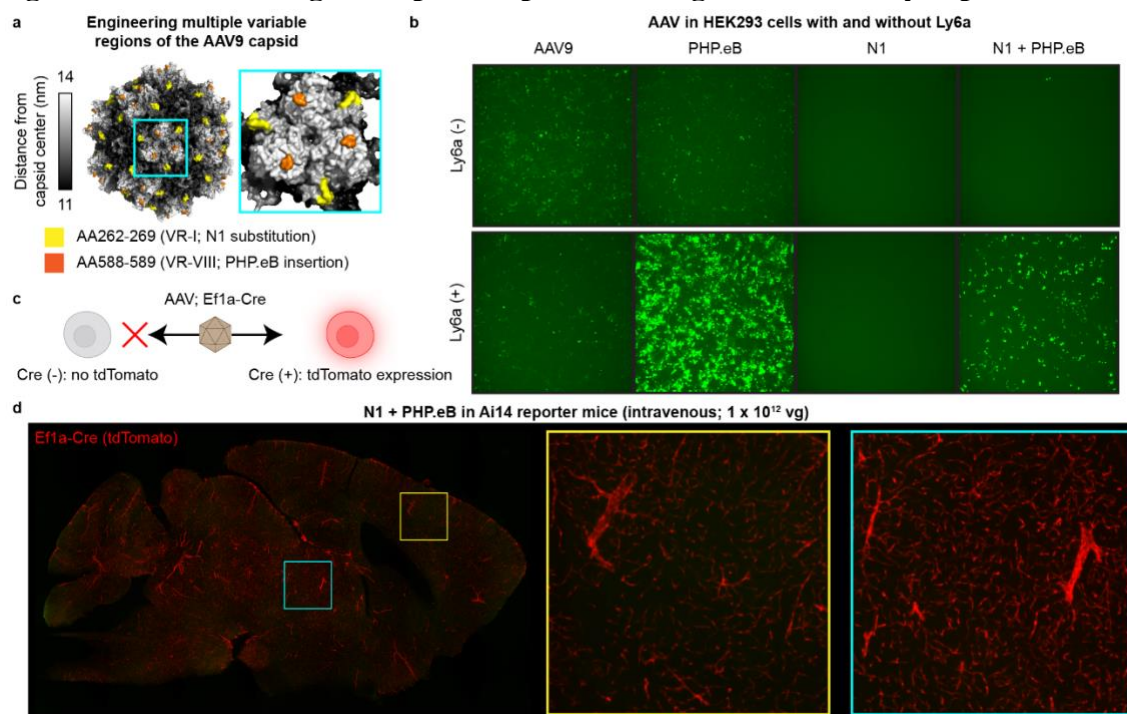 a
Engineering multiple variable
regions of the AAV9 capsid
Distance from
capsid center (nm)
14
11
AA262-269 (VR-I; N1 substitution)
AA588-589 (VR-VIII; PHP.eB insertion)
b
AAV in HEK293 cells with and without Ly6a
AAV9
PHP.eB
N1
N1 + PHP.eB
Ly6a (-)
Ly6a (+)
c
AAV; Ef1a-Cre
Cre (-): no tdTomato
Cre (+): tdTomato expression
d
N1 + PHP.eB in Ai14 reporter mice (intravenous; 1 x 10¹² vg)
Ef1a-Cre (tdTomato)